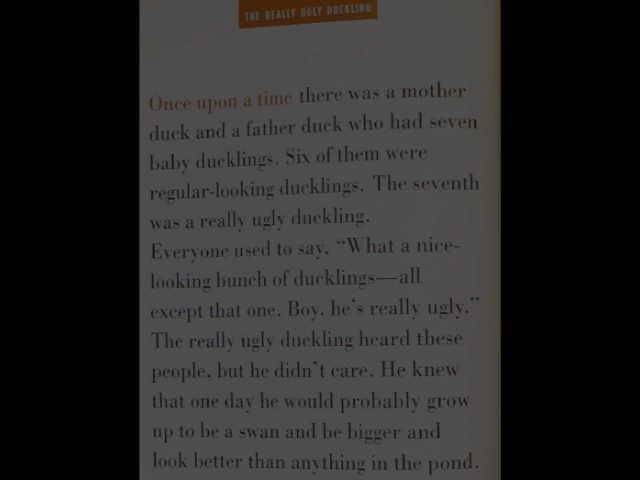 THE REALLY UGLY DUCKLING
Once upon a time there was a mother
duck and a father duck who had seven
baby ducklings. Six of them were
regular-looking ducklings. The seventh
was a really ugly duckling.
Everyone used to say, “What a nice-
looking bunch of ducklings—all
except that one. Boy, he’s really ugly.”
The really ugly duckling heard these
people, but he didn’t care. He knew
that one day he would probably grow
up to be a swan and be bigger and
look better than anything in the pond.